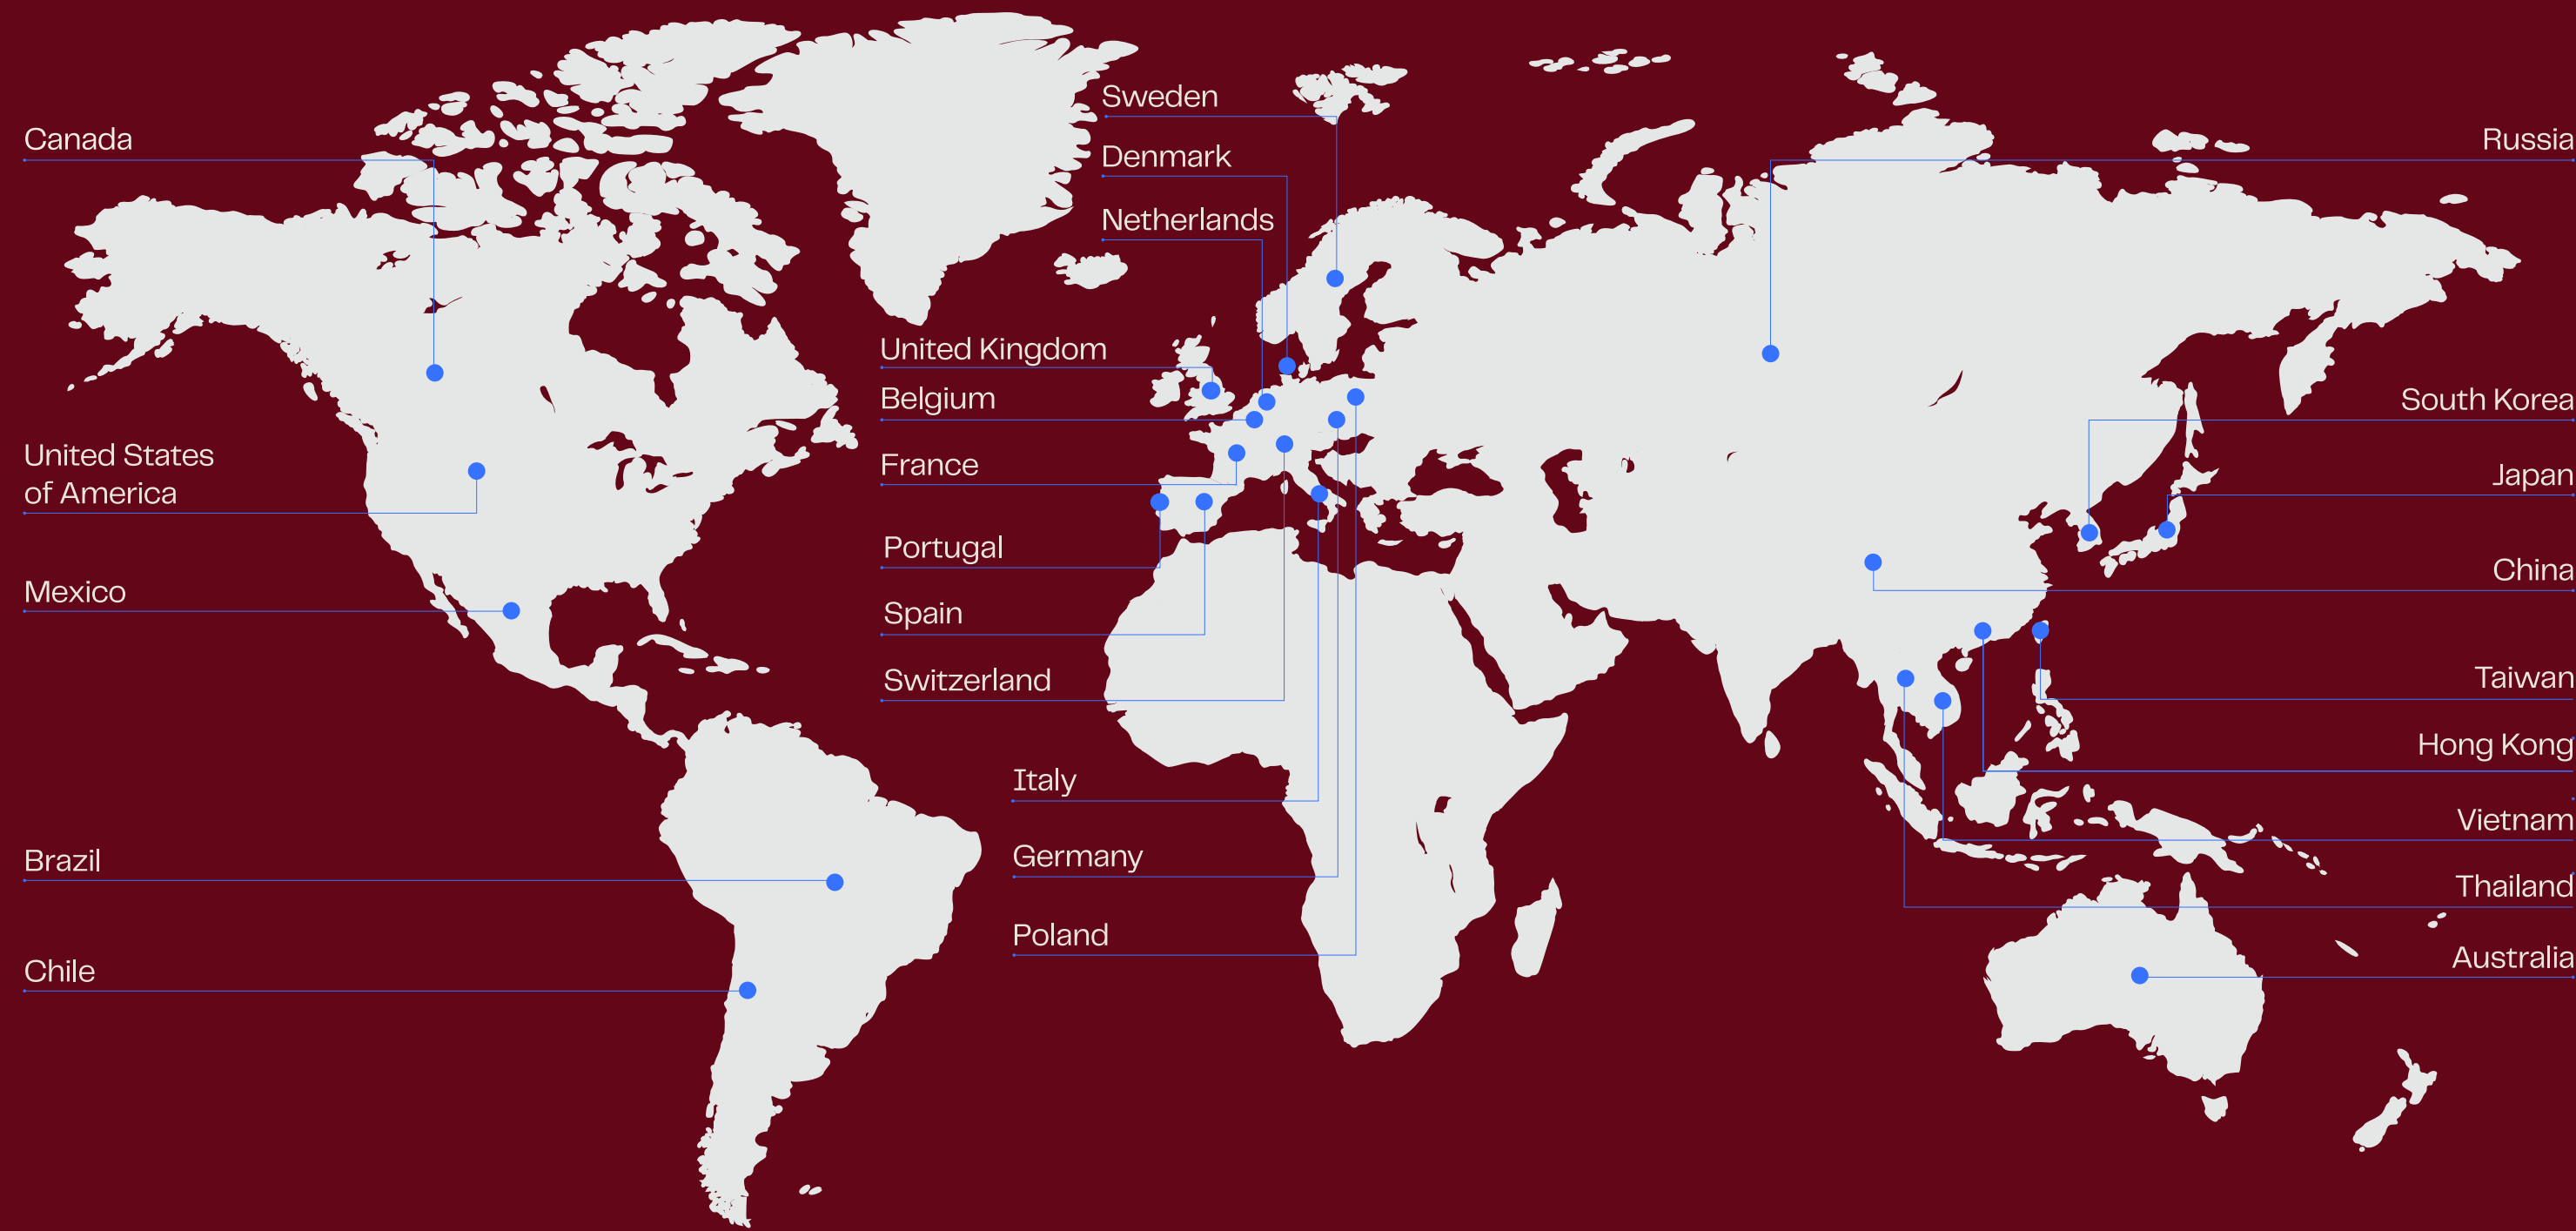 Canada
United States
of America
Mexico
Brazil
Chile
Sweden
Denmark
Netherlands
United Kingdom
Belgium
France
Portugal
Spain
Switzerland
Italy
Germany
Poland
Russia
South Korea
Japan
China
Taiwan
Hong Kong
Vietnam
Thailand
Australia